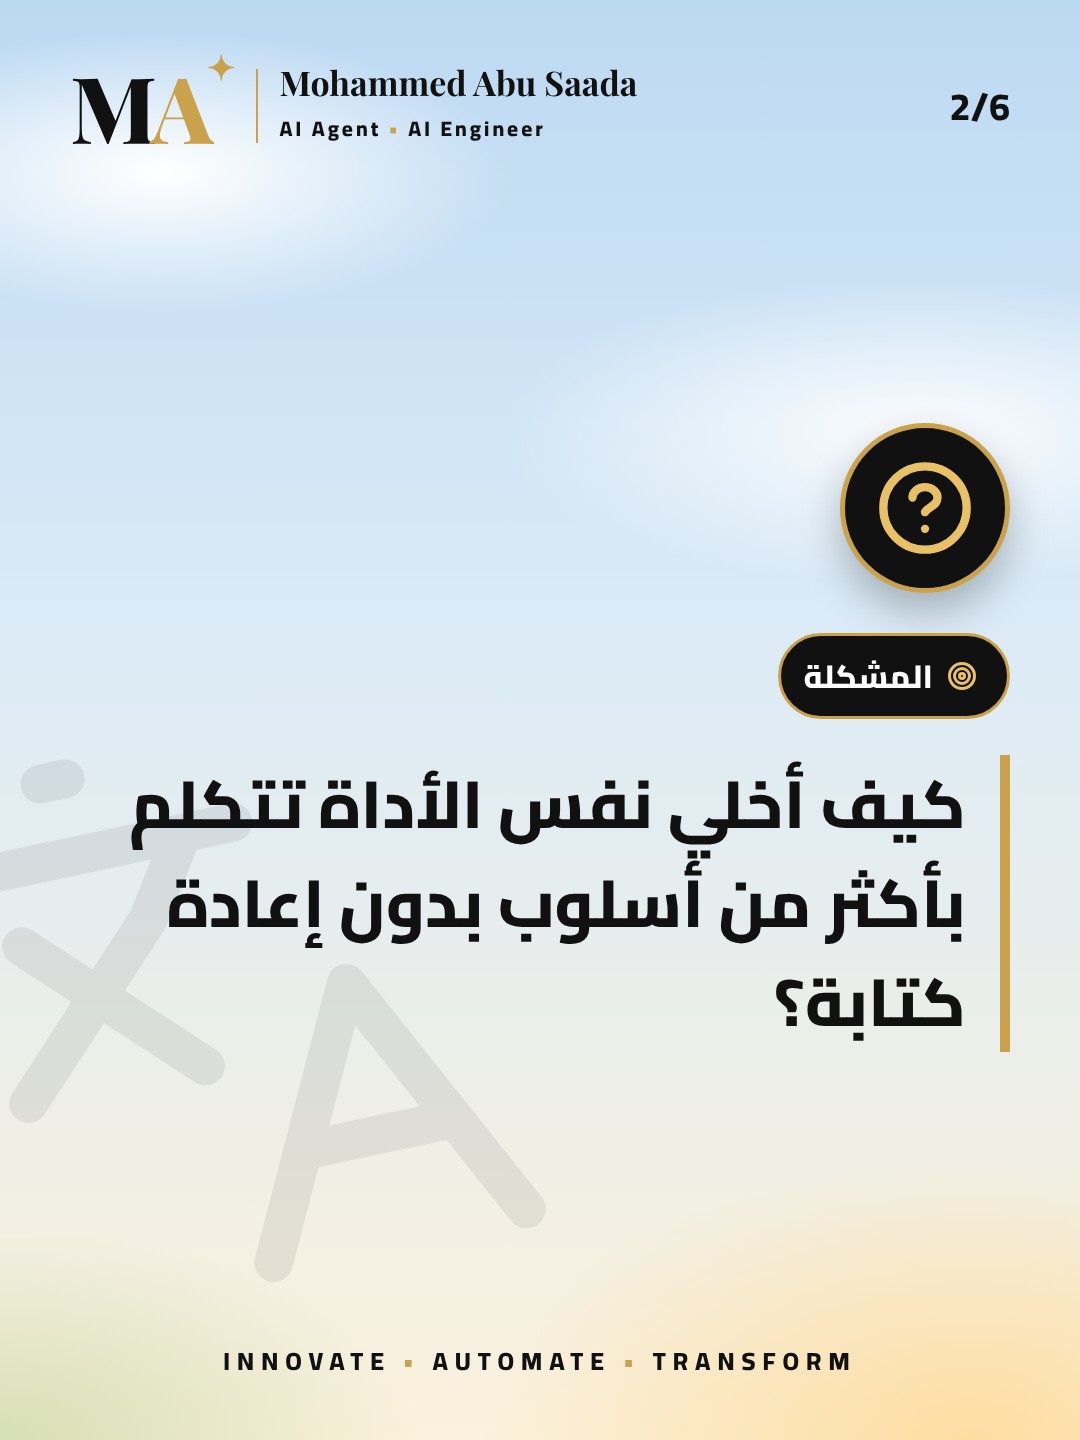 MA
Mohammed Abu Saada
AI Agent ▪ AI Engineer
2/6
المشكلة
كيف أخلي نفس الأداة تتكلم
بأكثر من أسلوب بدون إعادة
كتابة؟
INNOVATE ▪ AUTOMATE ▪ TRANSFORM